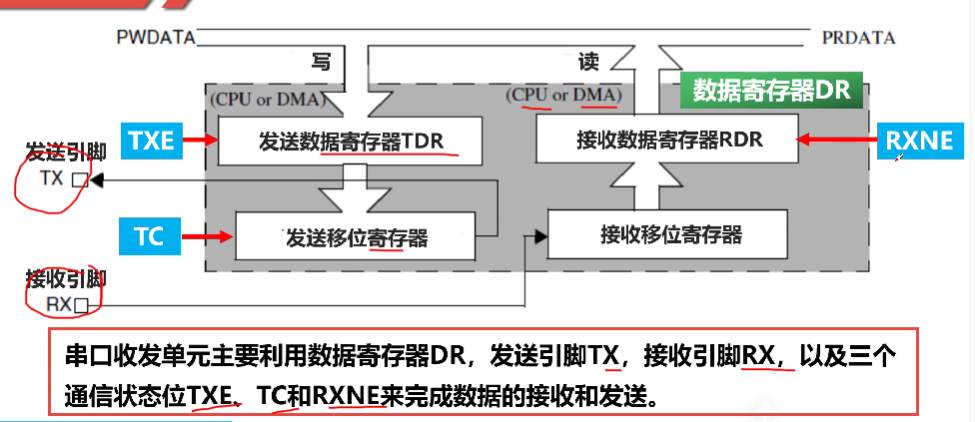 PWDATA
PRDATA
写
读
(CPU or DMA)
(CPU or DMA)
数据寄存器DR
TXE
发送数据寄存器TDR
接收数据寄存器RDR
RXNE
发送引脚
TX
TC
发送移位寄存器
接收移位寄存器
接收引脚
RX
串口收发单元主要利用数据寄存器DR，发送引脚TX，接收引脚RX，以及三个
通信状态位TXE、TC和RXNE来完成数据的接收和发送。